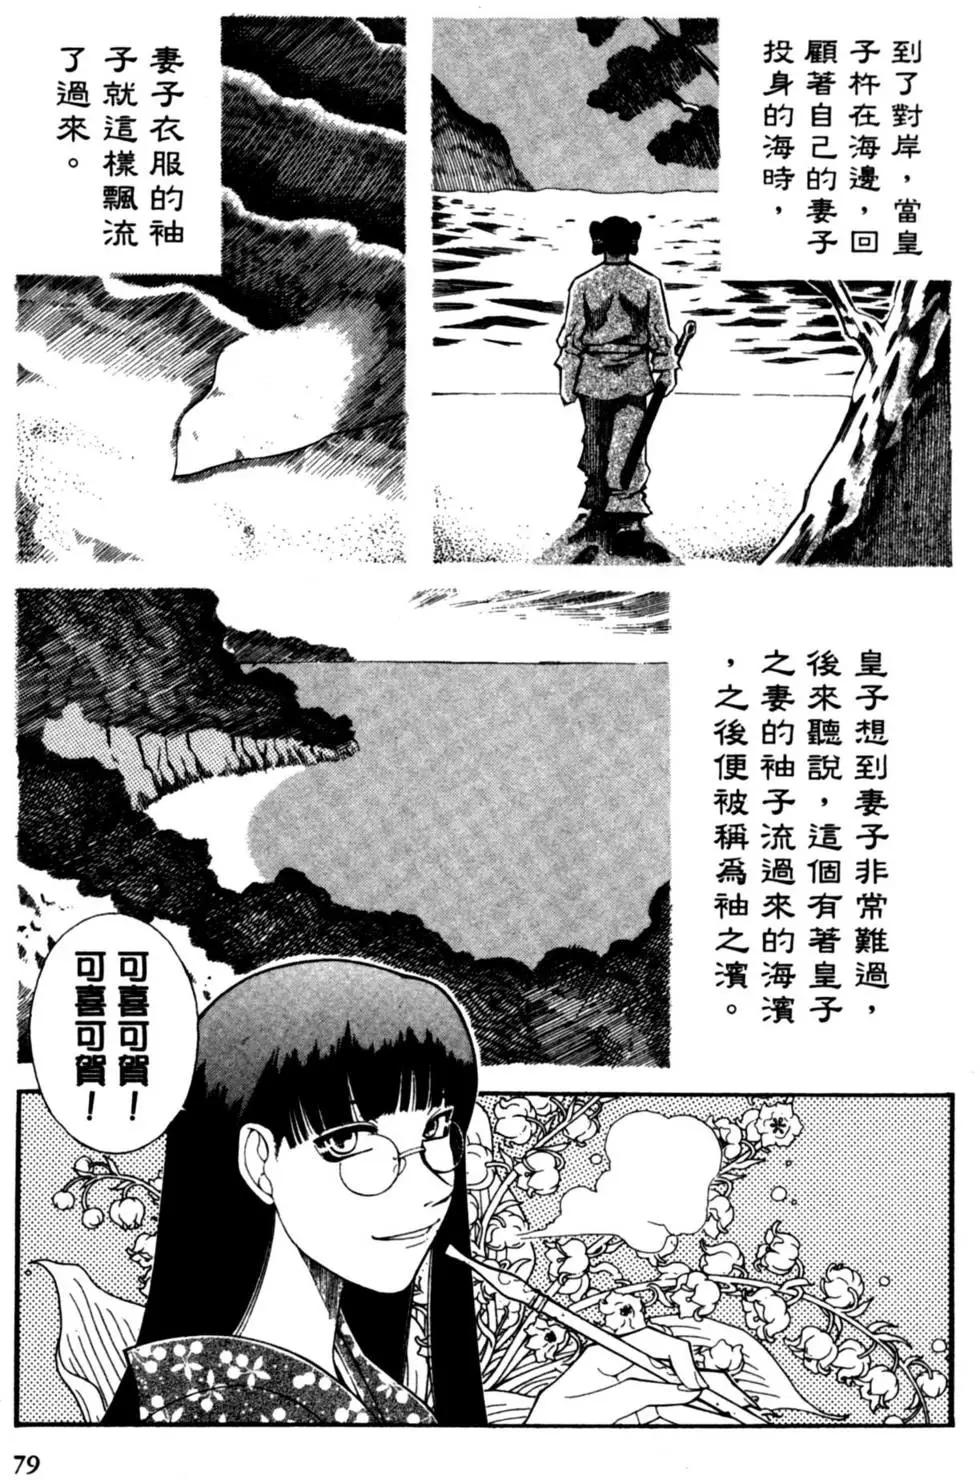 到了對岸，當皇
子杵在海邊，回
顧著自己的妻子
投身的海時，
妻子衣服的袖
子就這樣飄流
了過來。
皇子想到妻子非常難過，
後來聽說，這個有著皇子
之妻的袖子流過來的海濱
，之後便被稱爲袖之濱。
可喜可賀！
可喜可賀！
79